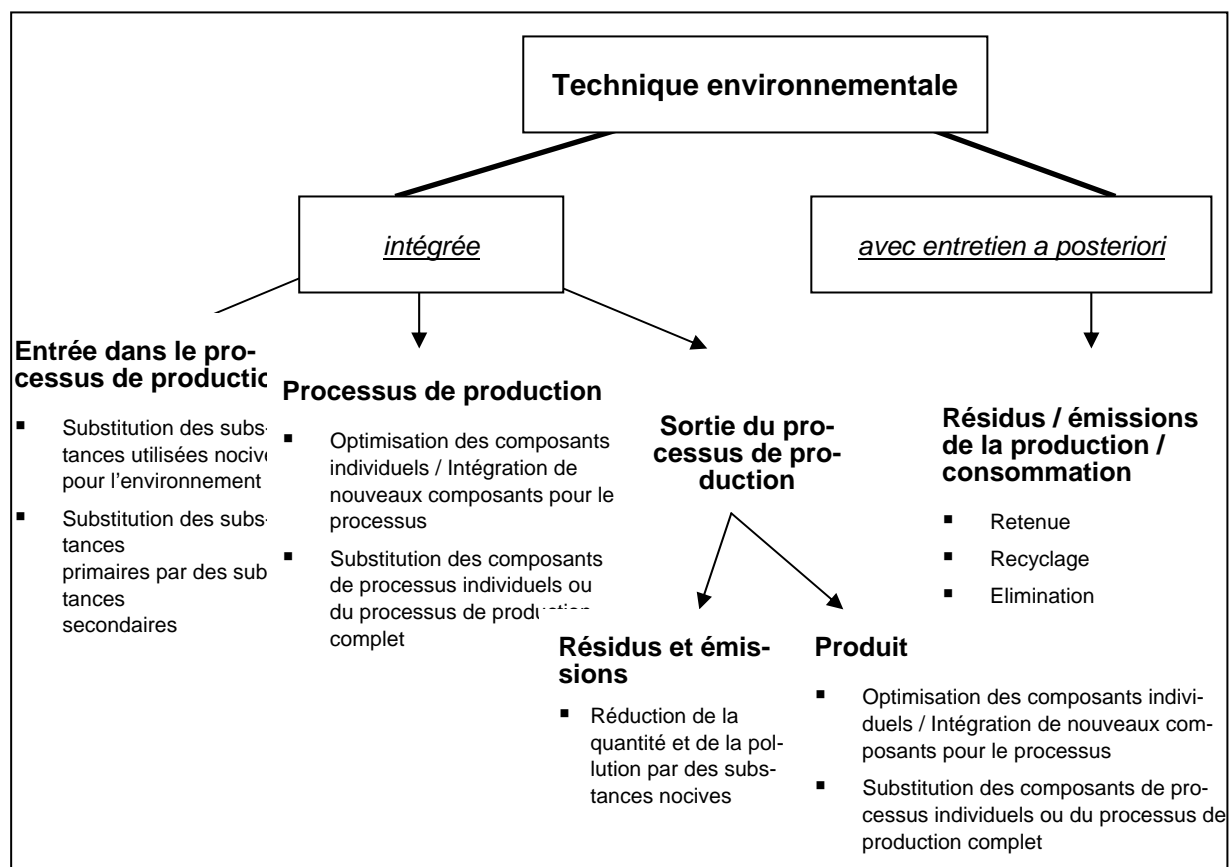 Technique environnementale
intégrée
avec entretien a posteriori
Entrée dans le pro-
cessus de productio
▪ Substitution des subs-
tances utilisées nocive
pour l’environnement
▪ Substitution des subs-
tances
primaires par des sub
tances
secondaires
Processus de production
▪ Optimisation des composants
individuels / Intégration de
nouveaux composants pour le
processus
▪ Substitution des composants
de processus individuels ou
du processus de production
complet
Sortie du pro-
cessus de pro-
duction
Résidus et émis-
sions
▪ Réduction de la
quantité et de la pol-
lution par des subs-
tances nocives
Produit
▪ Optimisation des composants indivi-
duels / Intégration de nouveaux com-
posants pour le processus
▪ Substitution des composants de pro-
cessus individuels ou du processus de
production complet
Résidus / émissions
de la production /
consommation
▪ Retenue
▪ Recyclage
▪ Elimination